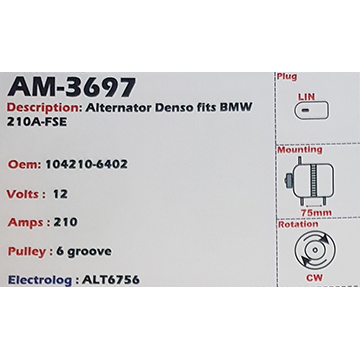 AM-3697
Description: Alternator Denso fits BMW
210A-FSE
Oem: 104210-6402
Volts : 12
Amps : 210
Pulley : 6 groove
Electrolog : ALT6756
Plug
LIN
Mounting
75mm
Rotation
CW